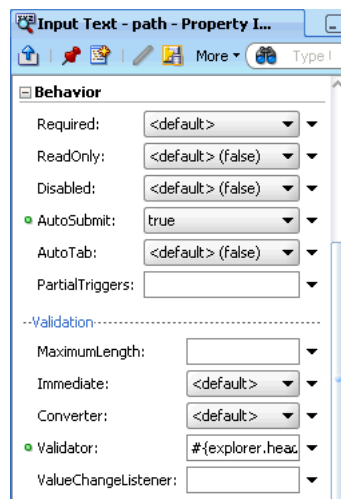 Input Text - path - Property I...
More Type
Behavior
Required: <default>
ReadOnly: <default> (false)
Disabled: <default> (false)
AutoSubmit: true
AutoTab: <default> (false)
PartialTriggers:
Validation
MaximumLength:
Immediate: <default>
Converter: <default>
Validator: #{explorer.head
ValueChangeListener: